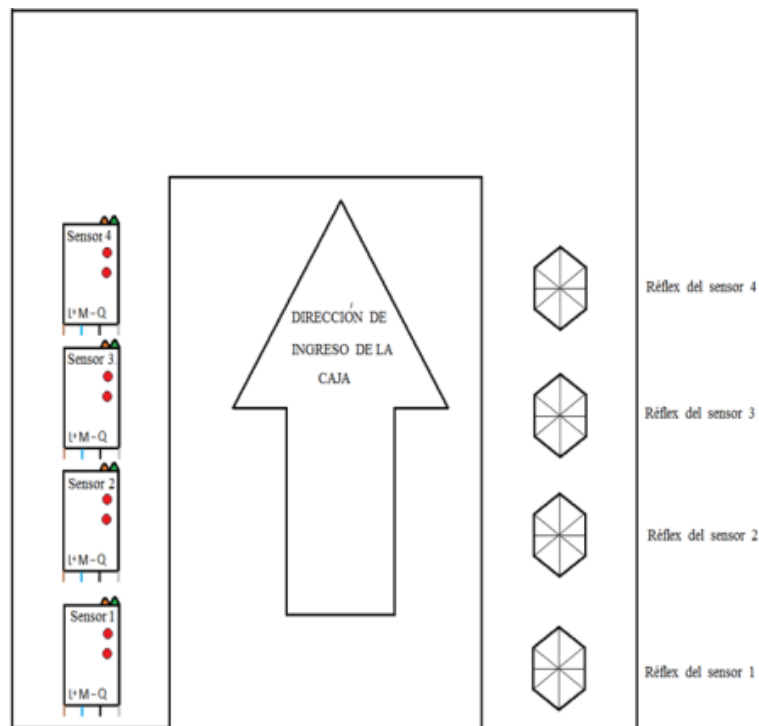 Sensor 4
L+ M - Q
Réflex del sensor 4
DIRECCIÓN DE
INGRESO DE LA
CAJA
Sensor 3.
L+ M - Q
Réflex del sensor 3
Sensor 2
L+ M - Q
Réflex del sensor 2
Sensor 1
L+ M - Q
Réflex del sensor 1